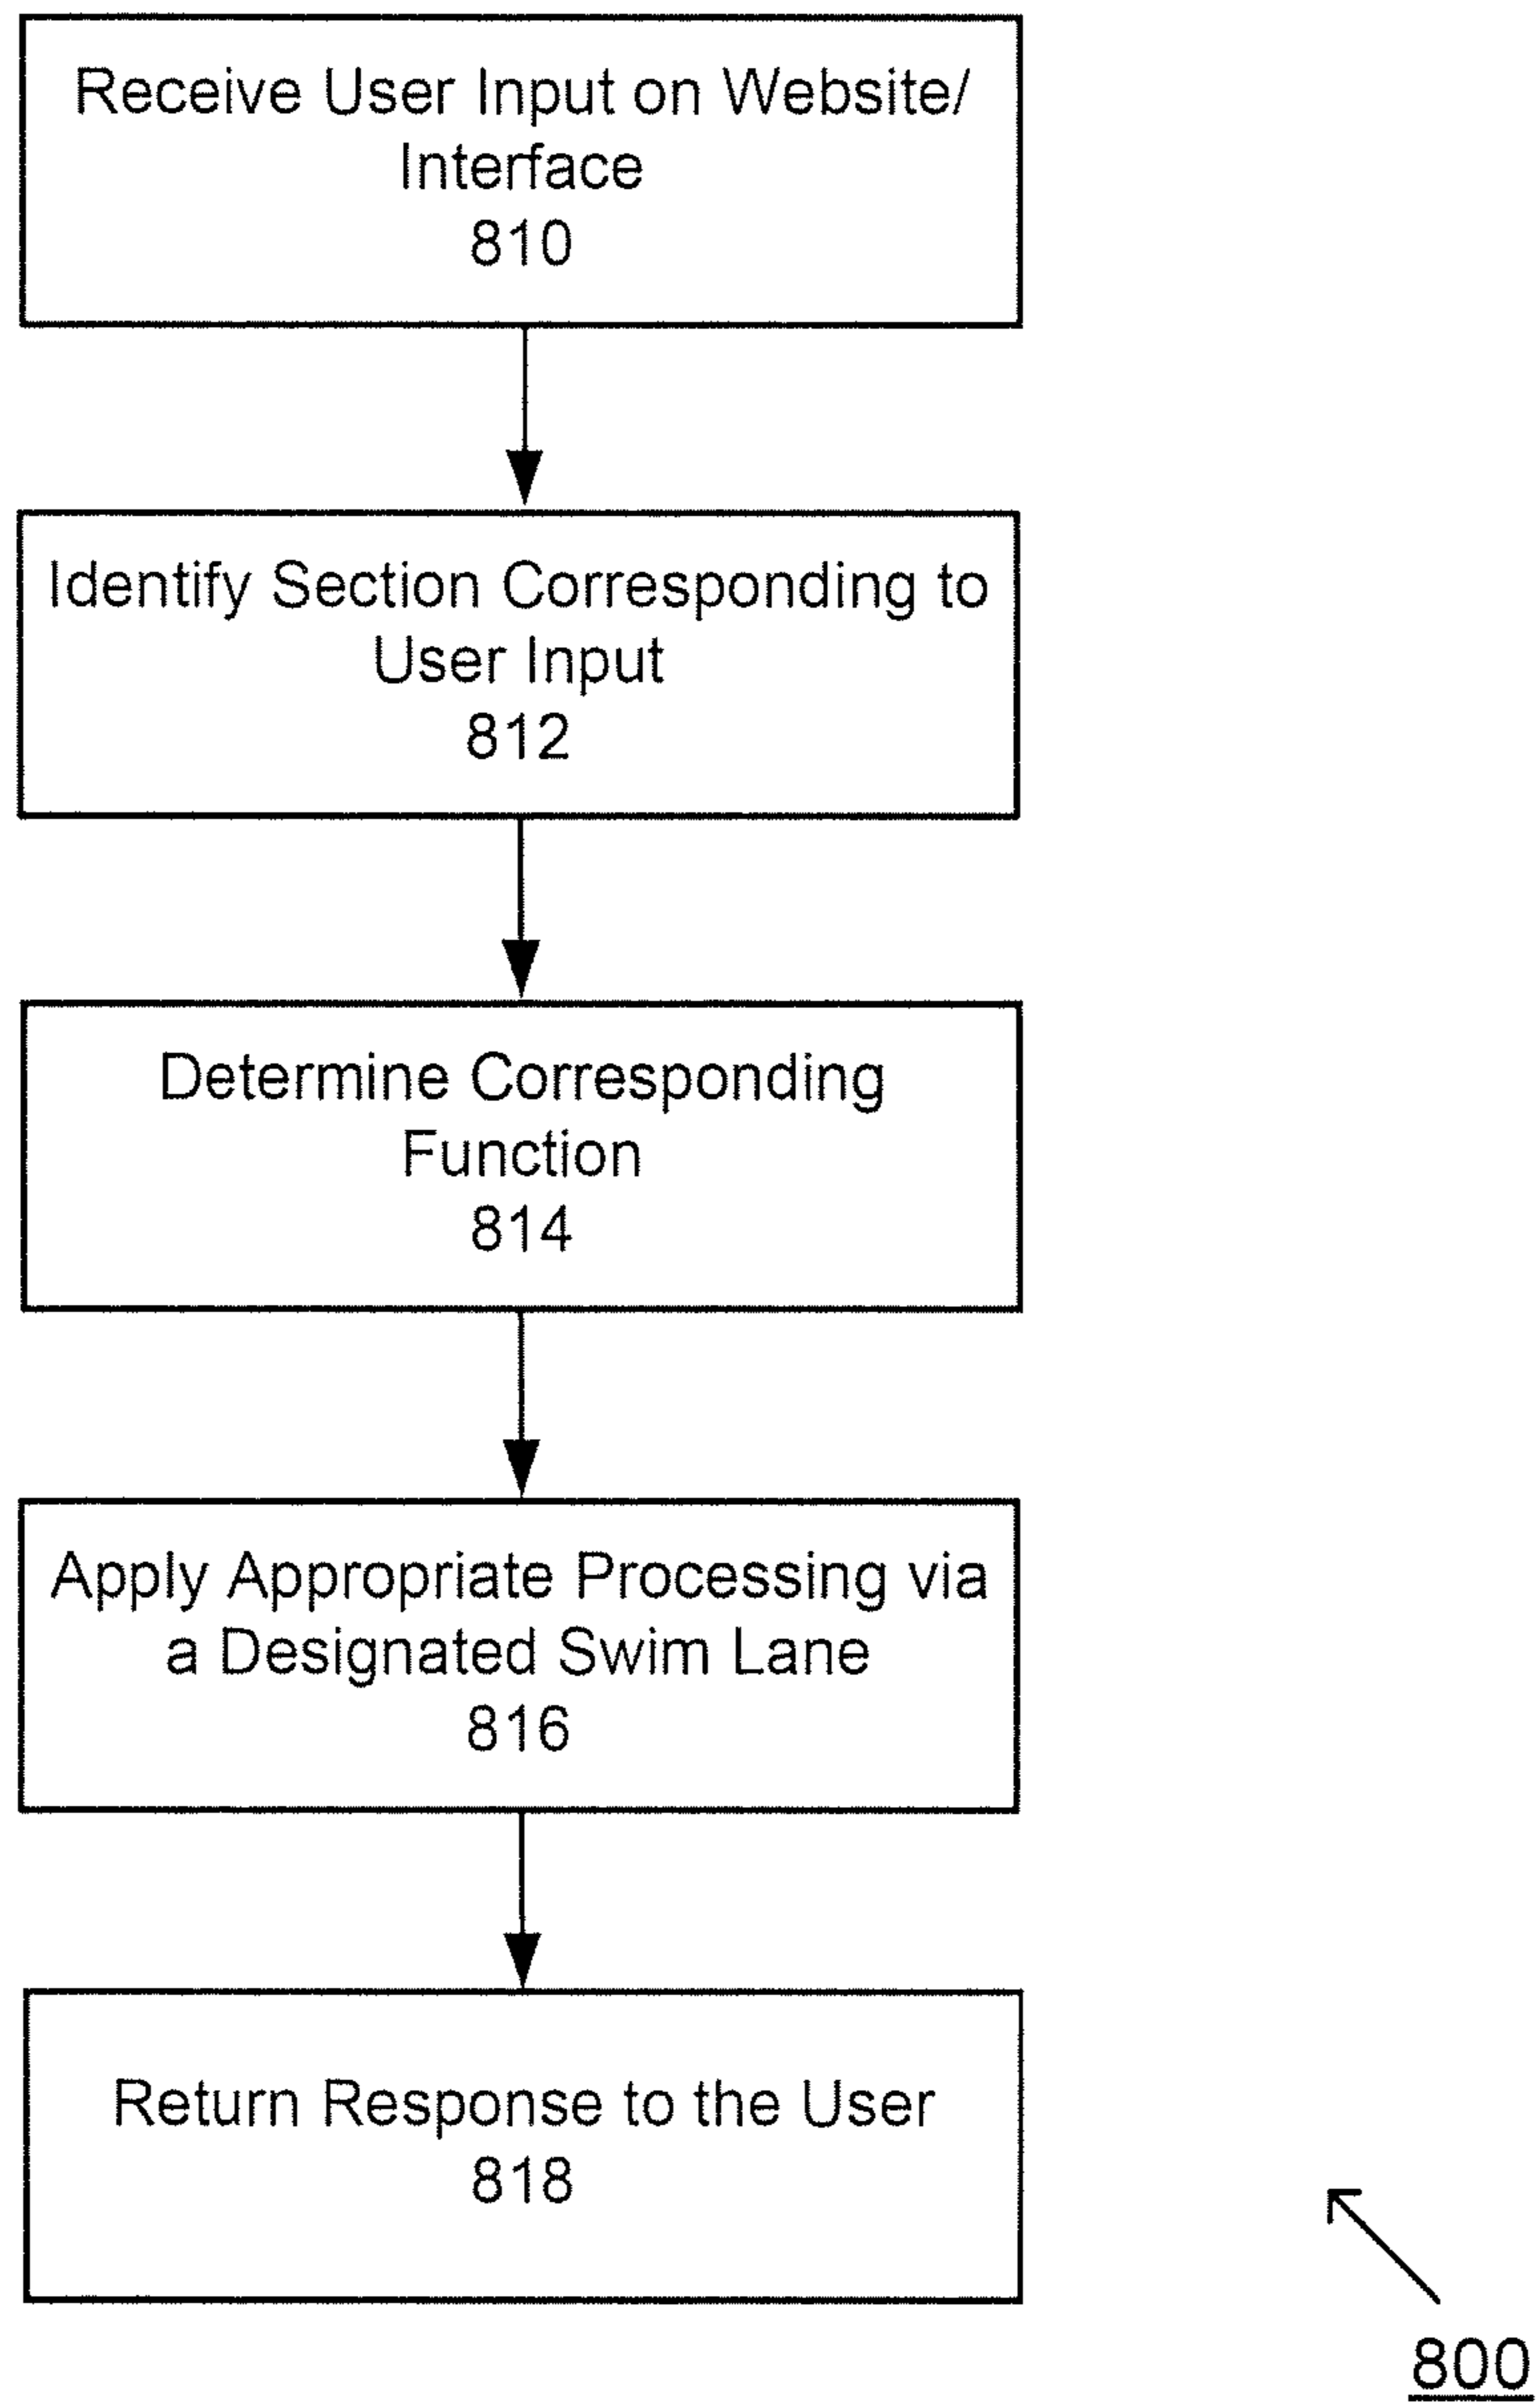 Receive User Input on Website/
Interface
810
Identify Section Corresponding to
User Input
812
Determine Corresponding
Function
814
Apply Appropriate Processing via
a Designated Swim Lane
816
Return Response to the User
818
800